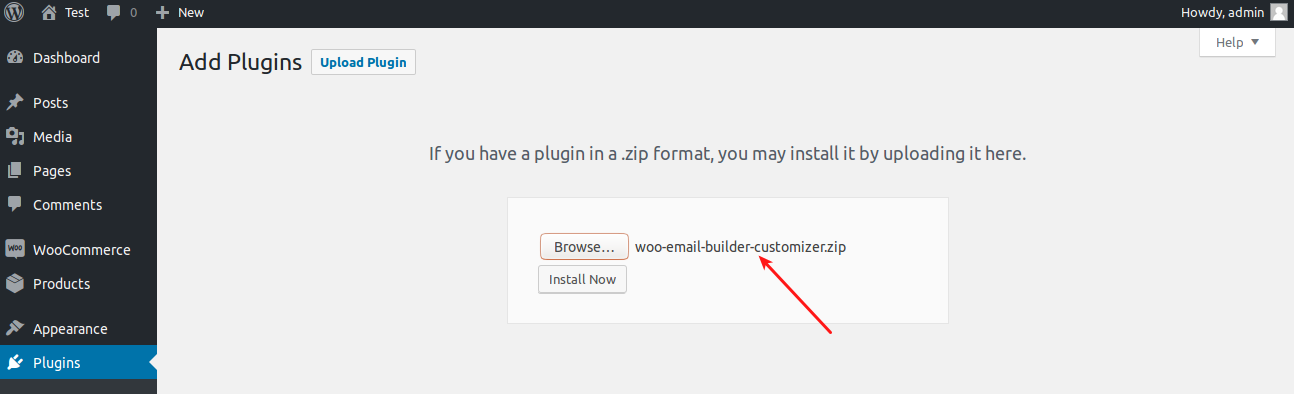 Test 0 New Howdy, admin
Help
Add Plugins Upload Plugin
Dashboard
Posts
Media
Pages
Comments
WOO WooCommerce
Products
Appearance
Plugins
If you have a plugin in a .zip format, you may install it by uploading it here.
Browse... woo-email-builder-customizer.zip
Install Now